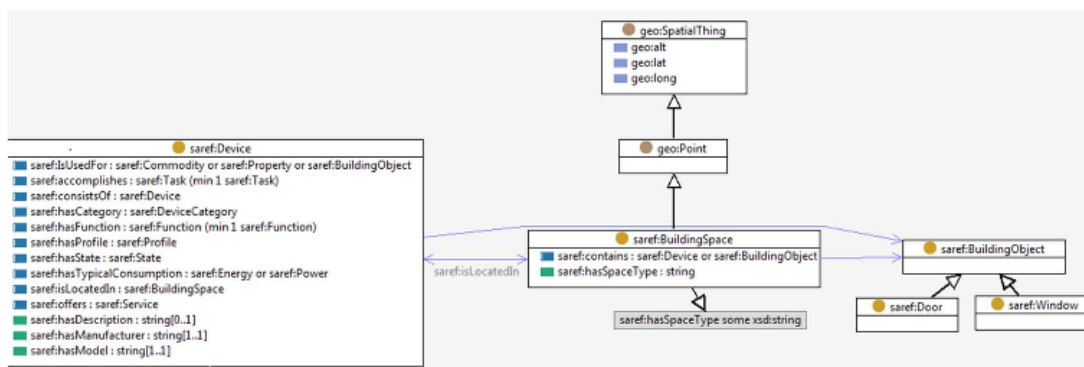 geo:SpatialThing
geo:alt
geo:lat
geo:long
geo:Point
saref:Device
saref:IsUsedFor : saref:Commodity or saref:Property or saref:BuildingObject
saref:accomplishes : saref:Task (min 1 saref:Task)
saref:consistsOf : saref:Device
saref:hasCategory : saref:DeviceCategory
saref:hasFunction : saref:Function (min 1 saref:Function)
saref:hasProfile : saref:Profile
saref:hasState : saref:State
saref:hasTypicalConsumption : saref:Energy or saref:Power
saref:isLocatedIn : saref:BuildingSpace
saref:offers : saref:Service
saref:hasDescription : string[0..1]
saref:hasManufacturer : string[1..1]
saref:hasModel : string[1..1]
saref:isLocatedIn
saref:BuildingSpace
saref:contains : saref:Device or saref:BuildingObject
saref:hasSpaceType : string
saref:hasSpaceType some xsd:string
saref:BuildingObject
saref:Door
saref:Window